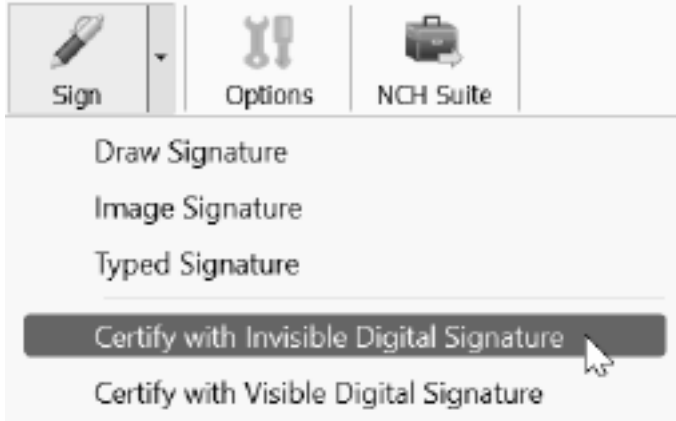 Sign Options NCH Suite
Draw Signature
Image Signature
Typed Signature
Certify with Invisible Digital Signature
Certify with Visible Digital Signature